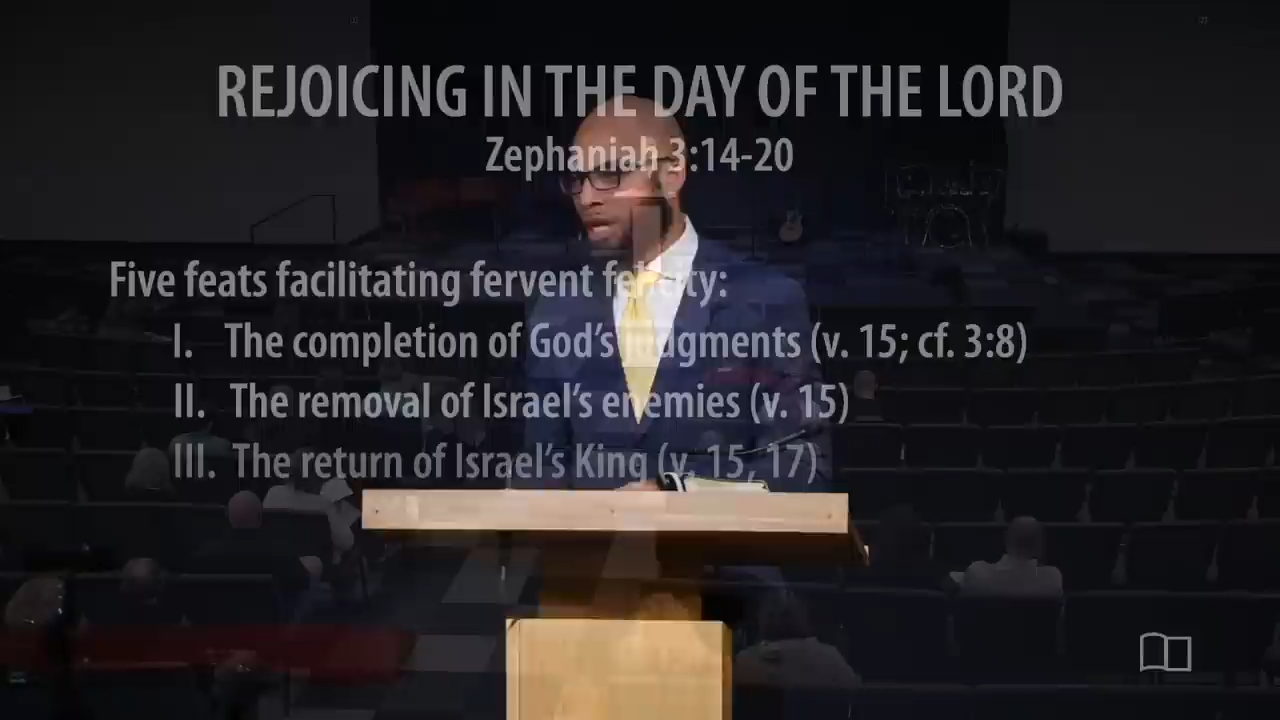 REJOICING IN THE DAY OF THE LORD
Zephaniah 3:14-20
Five feats facilitating fervent felicity:
I. The completion of God's judgments (v. 15; cf. 3:8)
II. The removal of Israel's enemies (v. 15)
III. The return of Israel's King (v. 15, 17)